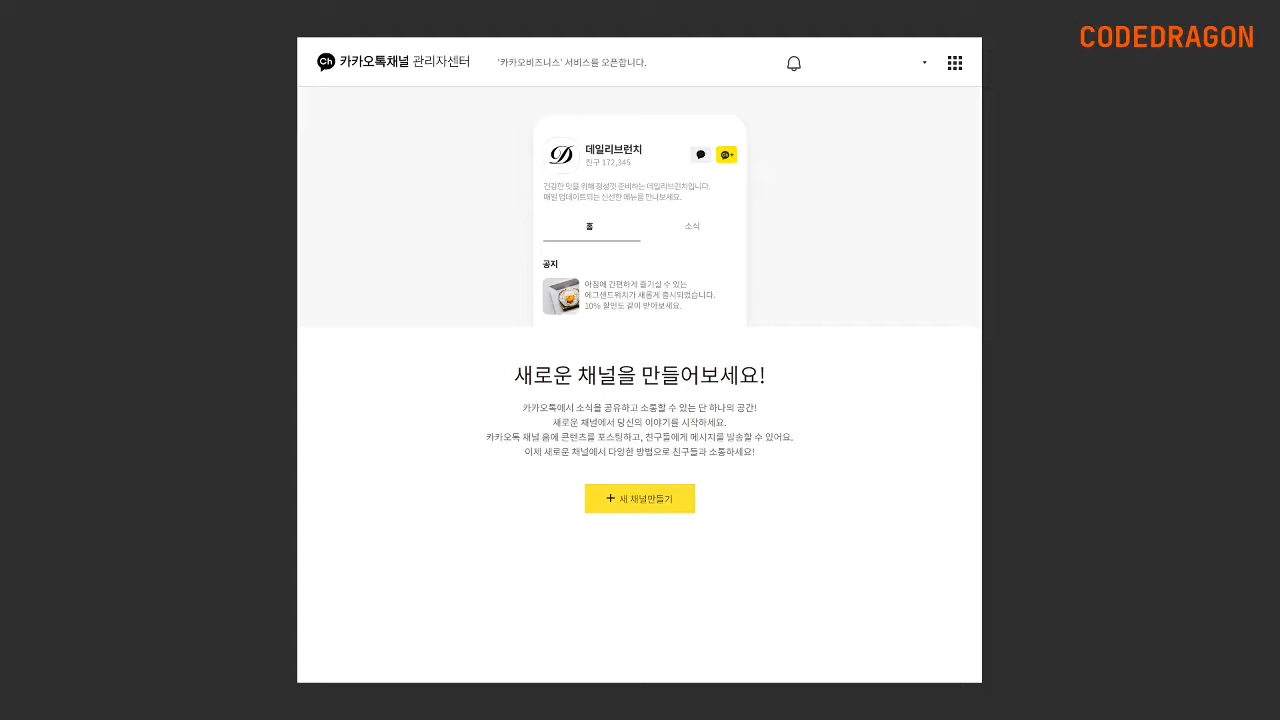 CODEDRAGON
Ch 카카오톡채널 관리자센터
'카카오비즈니스' 서비스를 오픈합니다.
D 데일리브런치
친구 172,345
Ch+
건강한 맛을 위해 정성껏 준비하는 데일리브런치입니다.
매일 업데이트되는 신선한 메뉴를 만나보세요.
홈 소식
공지
아침에 간편하게 즐기실 수 있는
에그샌드위치가 새롭게 출시되었습니다.
10% 할인도 같이 받아보세요.
새로운 채널을 만들어보세요!
카카오톡에서 소식을 공유하고 소통할 수 있는 단 하나의 공간!
새로운 채널에서 당신의 이야기를 시작하세요.
카카오톡 채널 홈에 콘텐츠를 포스팅하고, 친구들에게 메시지를 발송할 수 있어요.
이제 새로운 채널에서 다양한 방법으로 친구들과 소통하세요!
+ 새 채널만들기